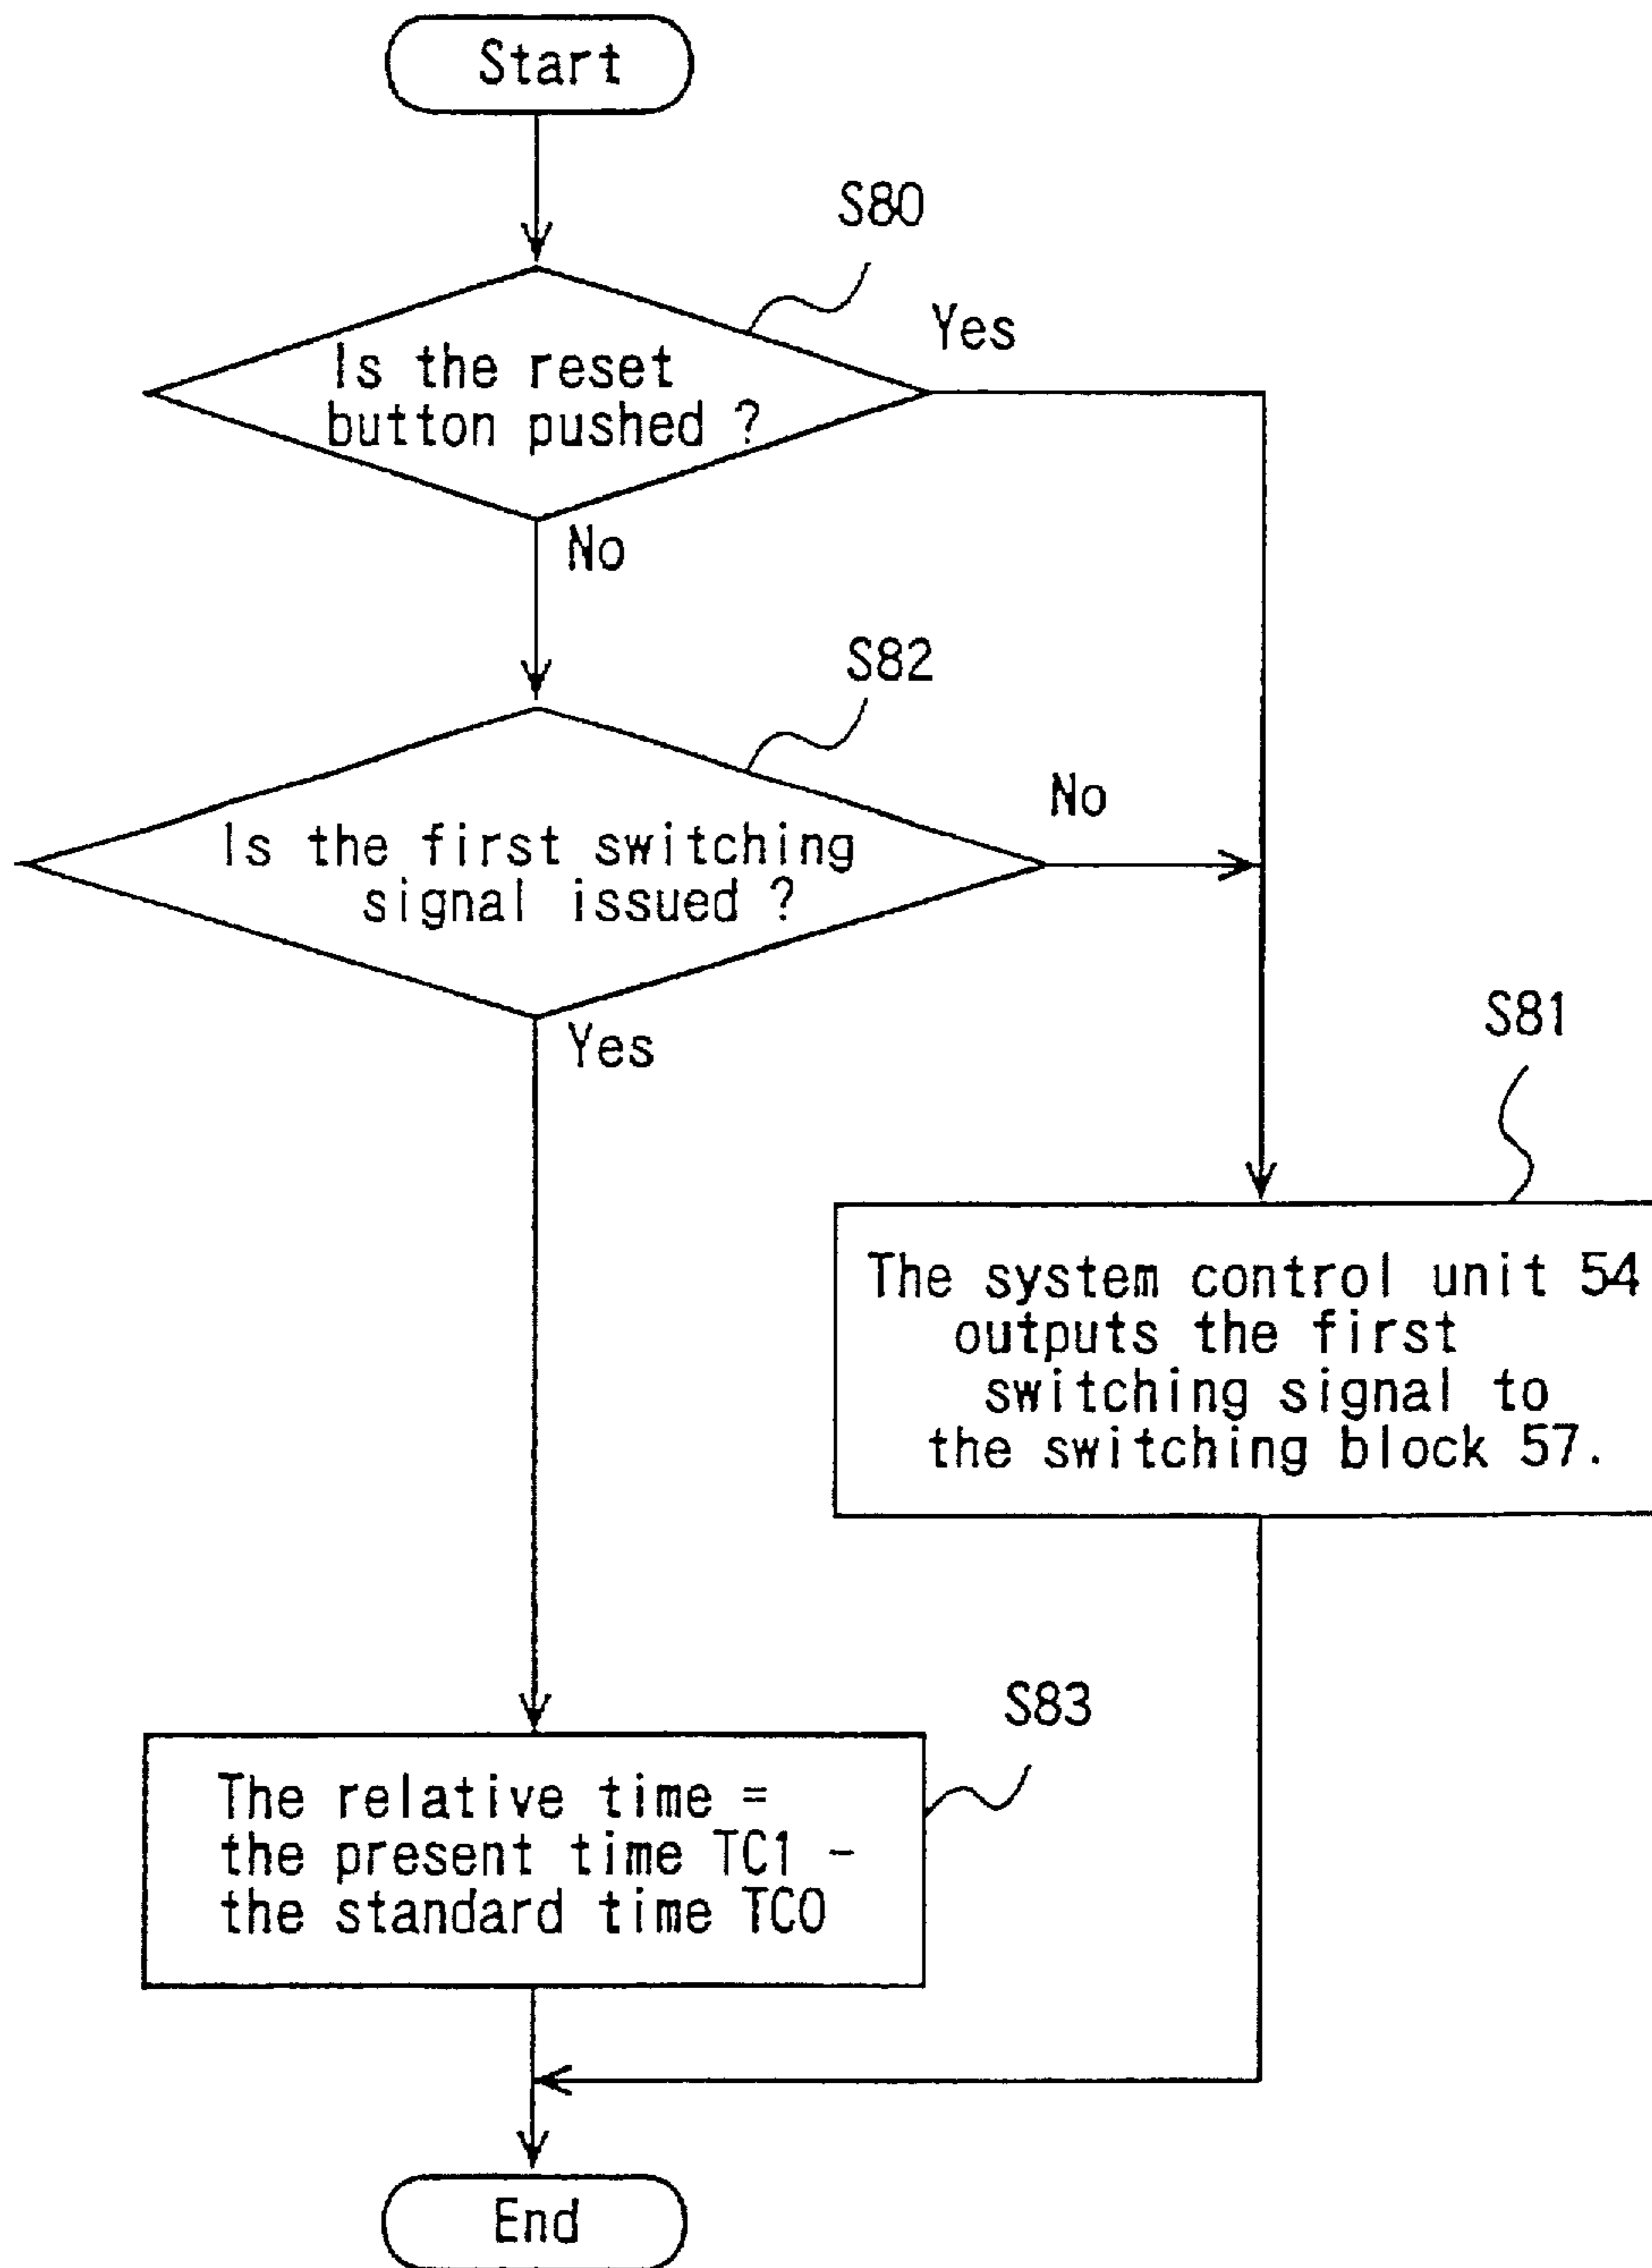 Start
S80
Yes
Is the reset
button pushed ?
No
S82
No
Is the first switching
signal issued ?
Yes
S81
The system control unit 54
outputs the first
switching signal to
the switching block 57.
S83
The relative time =
the present time TC1 -
the standard time TC0
End